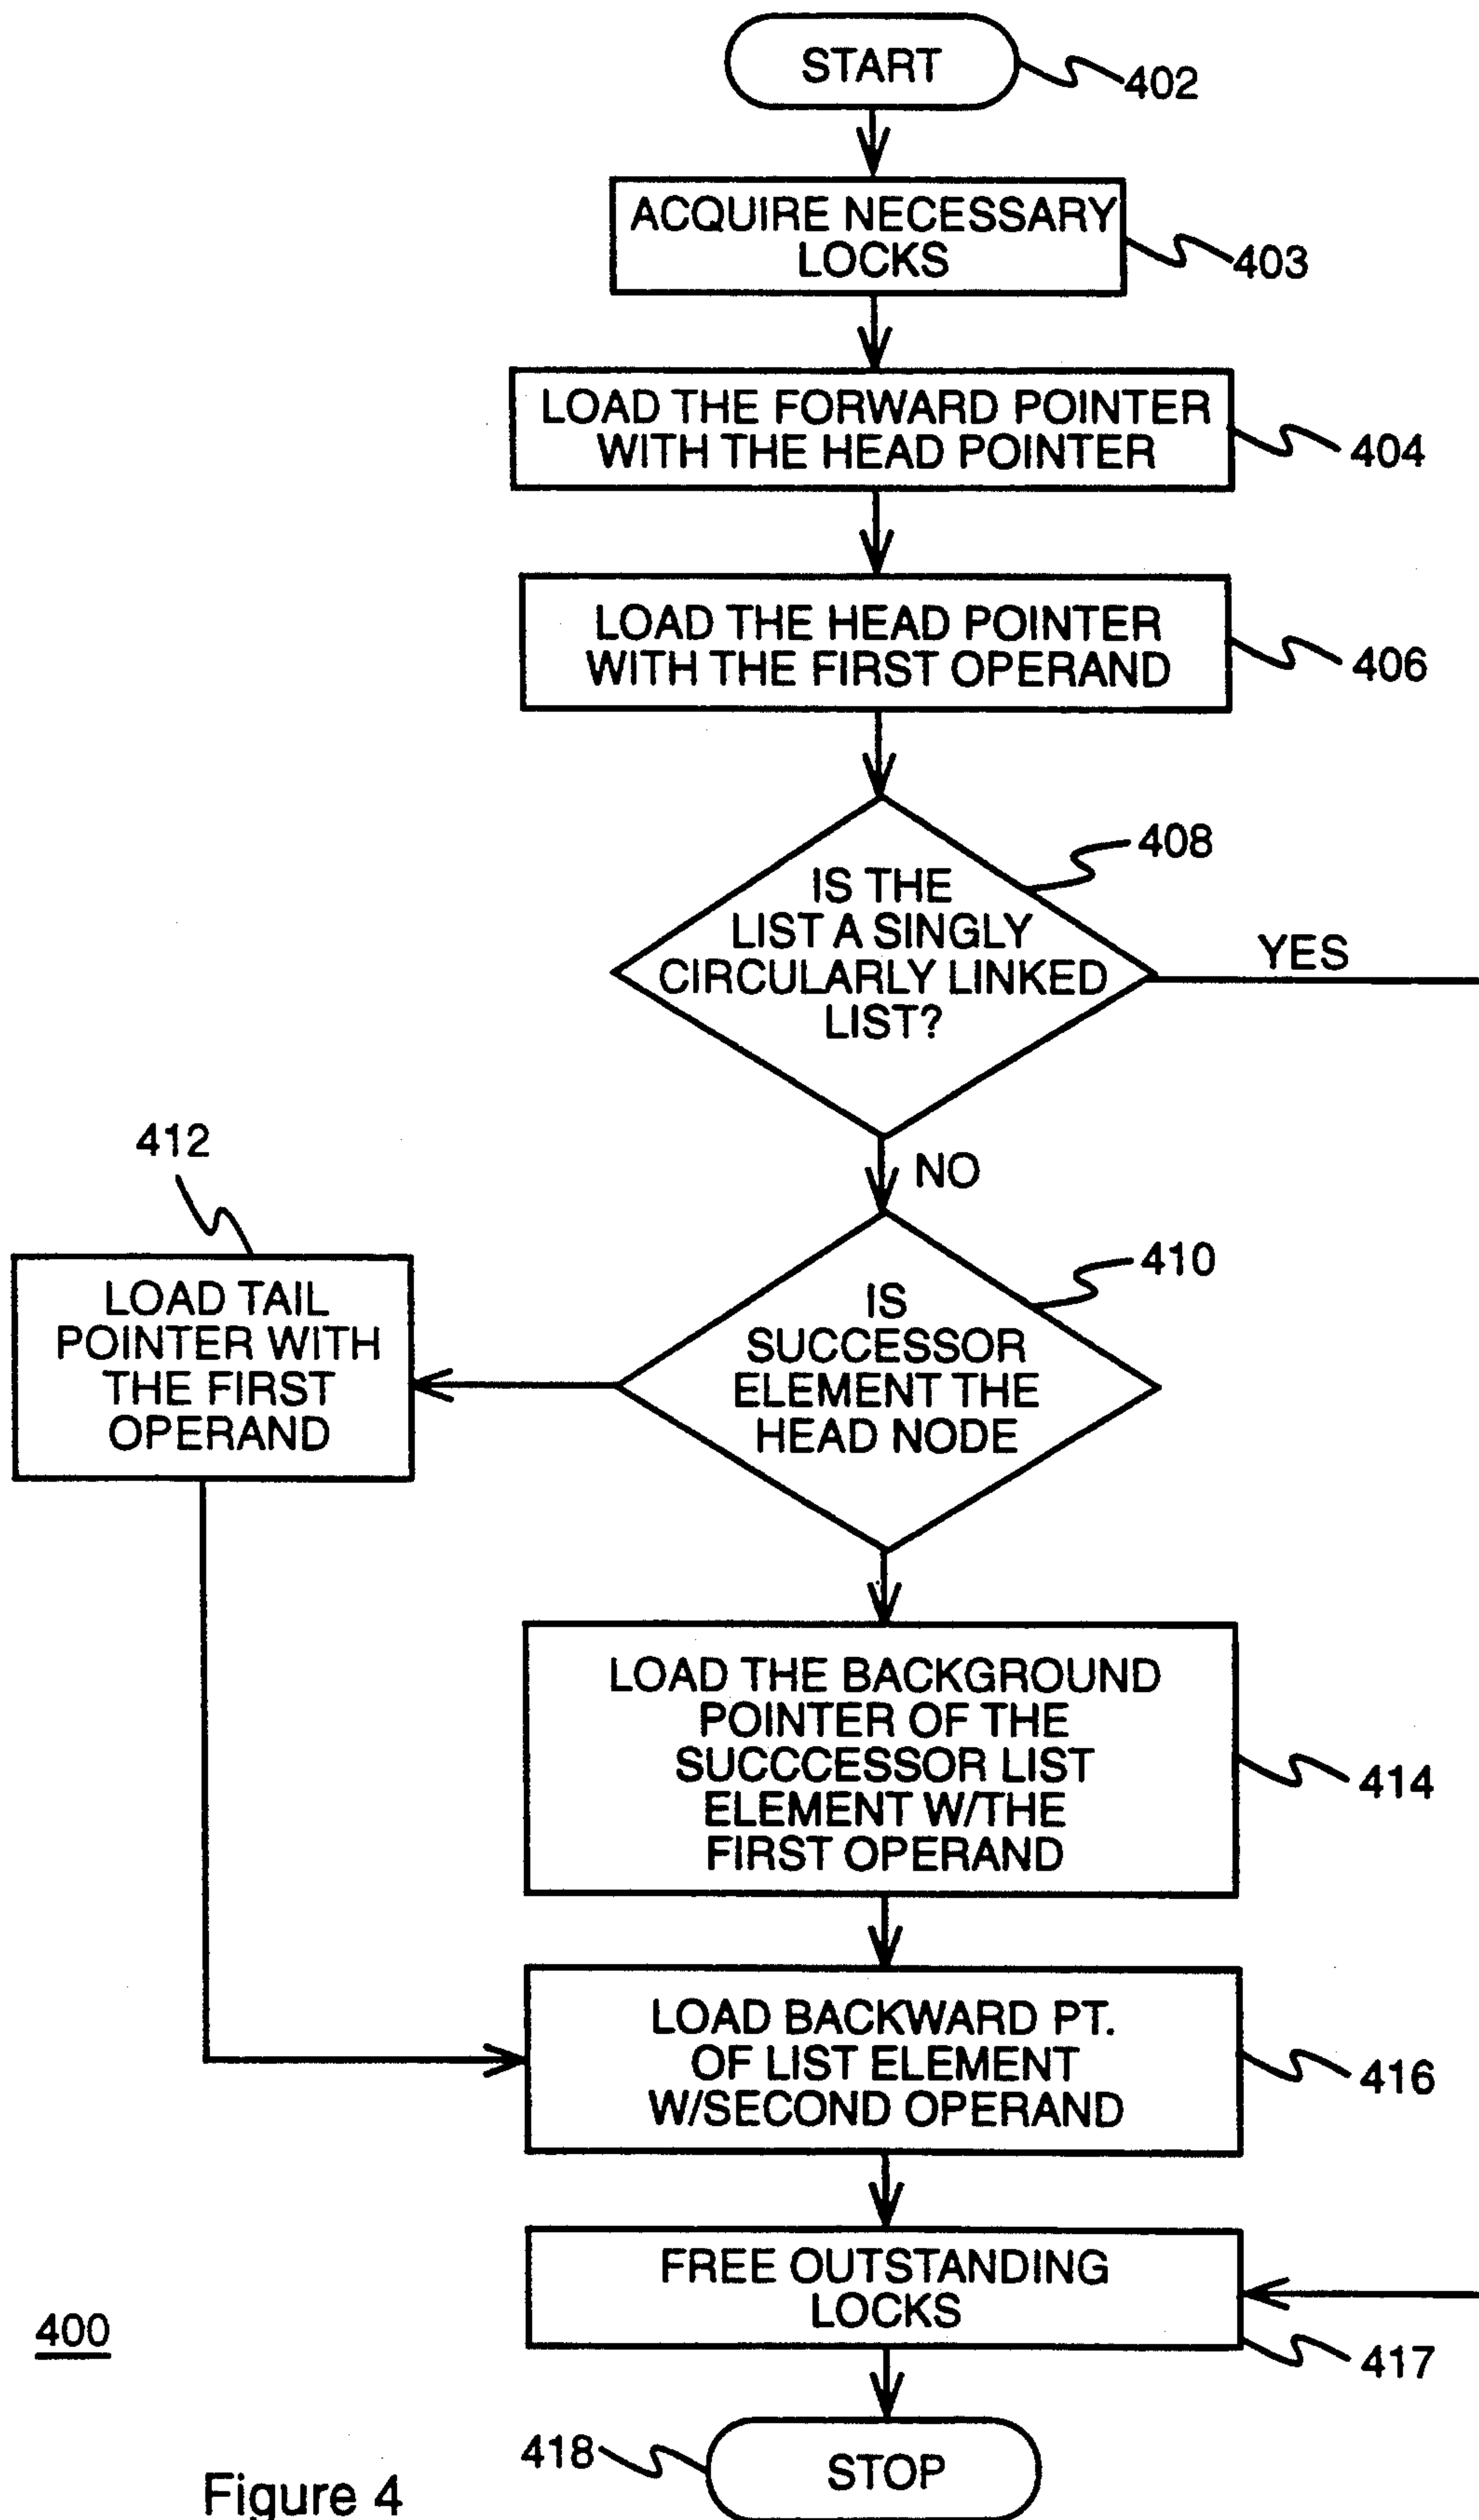 START
402
ACQUIRE NECESSARY
LOCKS
403
LOAD THE FORWARD POINTER
WITH THE HEAD POINTER
404
LOAD THE HEAD POINTER
WITH THE FIRST OPERAND
406
408
IS THE
LIST A SINGLY
CIRCULARLY LINKED
LIST?
YES
NO
412
LOAD TAIL
POINTER WITH
THE FIRST
OPERAND
410
IS
SUCCESSOR
ELEMENT THE
HEAD NODE
LOAD THE BACKGROUND
POINTER OF THE
SUCCCESSOR LIST
ELEMENT W/THE
FIRST OPERAND
414
LOAD BACKWARD PT.
OF LIST ELEMENT
W/SECOND OPERAND
416
FREE OUTSTANDING
LOCKS
417
400
418
STOP
Figure 4